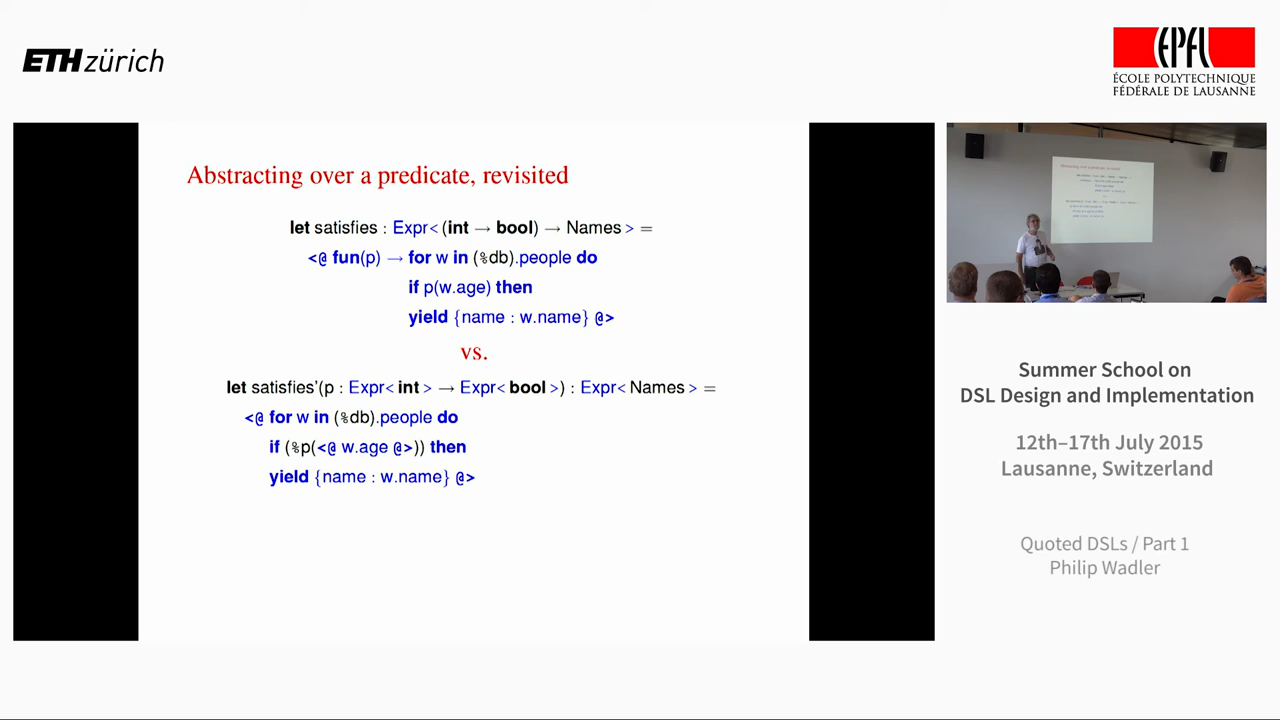 ETH zürich
EPFL
ÉCOLE POLYTECHNIQUE
FÉDÉRALE DE LAUSANNE
Abstracting over a predicate, revisited
let satisfies : Expr< (int → bool) → Names > =
<@ fun(p) → for w in (%db).people do
if p(w.age) then
yield {name : w.name} @>
vs.
let satisfies'(p : Expr< int > → Expr< bool >) : Expr< Names > =
<@ for w in (%db).people do
if (%p(<@ w.age @>)) then
yield {name : w.name} @>
Summer School on
DSL Design and Implementation
12th–17th July 2015
Lausanne, Switzerland
Quoted DSLs / Part 1
Philip Wadler